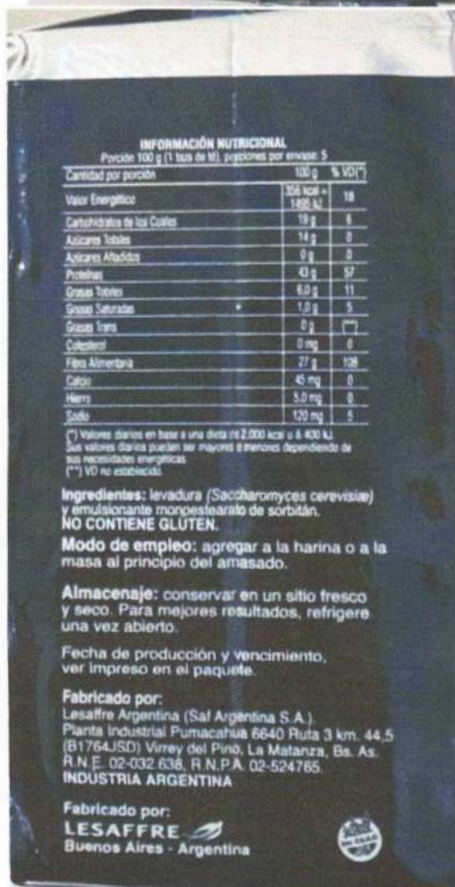 INFORMACIÓN NUTRICIONAL
Porción 100 g (1 taza de té), porciones por envase: 5
Cantidad por porción 100 g % VD(*)
Valor Energético 356 kcal = 1495 kJ 18
Carbohidratos de los Cuales 19 g 6
Azúcares Totales 14 g 0
Azúcares Añadidos 0 g 0
Proteínas 43 g 57
Grasas Totales 6,0 g 11
Grasas Saturadas 1,0 g 5
Grasas Trans 0 g (**)
Colesterol 0 mg 0
Fibra Alimentaria 27 g 108
Calcio 45 mg 0
Hierro 5,0 mg 0
Sodio 120 mg 5
(*) Valores diarios en base a una dieta de 2.000 kcal u 8.400 kJ.
Sus valores diarios pueden ser mayores o menores dependiendo de
sus necesidades energéticas.
(**) VD no establecido.
Ingredientes: levadura (Saccharomyces cerevisiæ)
y emulsionante monoestearato de sorbitán.
NO CONTIENE GLUTEN.
Modo de empleo: agregar a la harina o a la
masa al principio del amasado.
Almacenaje: conservar en un sitio fresco
y seco. Para mejores resultados, refrigere
una vez abierto.
Fecha de producción y vencimiento,
ver impreso en el paquete.
Fabricado por:
Lesaffre Argentina (Saf Argentina S.A.).
Planta Industrial Pumacahua 6640 Ruta 3 km. 44,5
(B1764JSD) Virrey del Pino, La Matanza, Bs. As.
R.N.E. 02-032.638, R.N.P.A. 02-524765.
INDUSTRIA ARGENTINA
Fabricado por:
LESAFFRE
Buenos Aires - Argentina